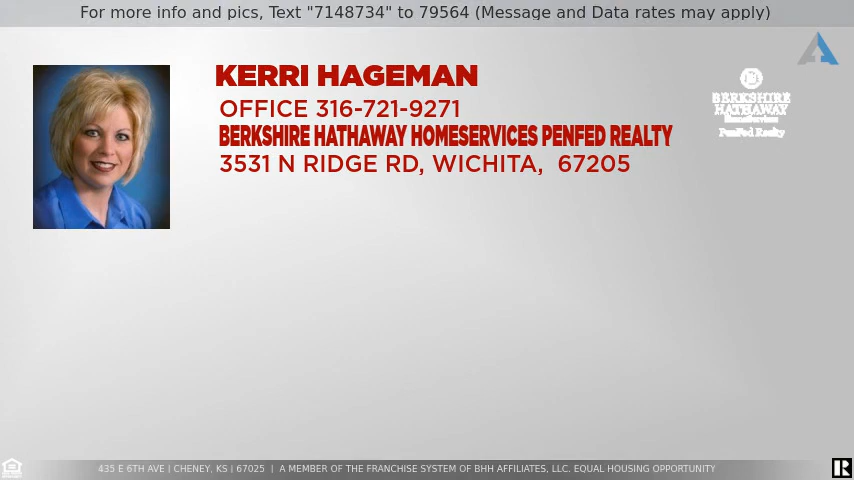 For more info and pics, Text "7148734" to 79564 (Message and Data rates may apply)
KERRI HAGEMAN
OFFICE 316-721-9271
BERKSHIRE HATHAWAY HOMESERVICES PENFED REALTY
3531 N RIDGE RD, WICHITA,  67205
BERKSHIRE
HATHAWAY
HomeServices
PenFed Realty
435 E 6TH AVE | CHENEY, KS | 67025 | A MEMBER OF THE FRANCHISE SYSTEM OF BHH AFFILIATES, LLC. EQUAL HOUSING OPPORTUNITY